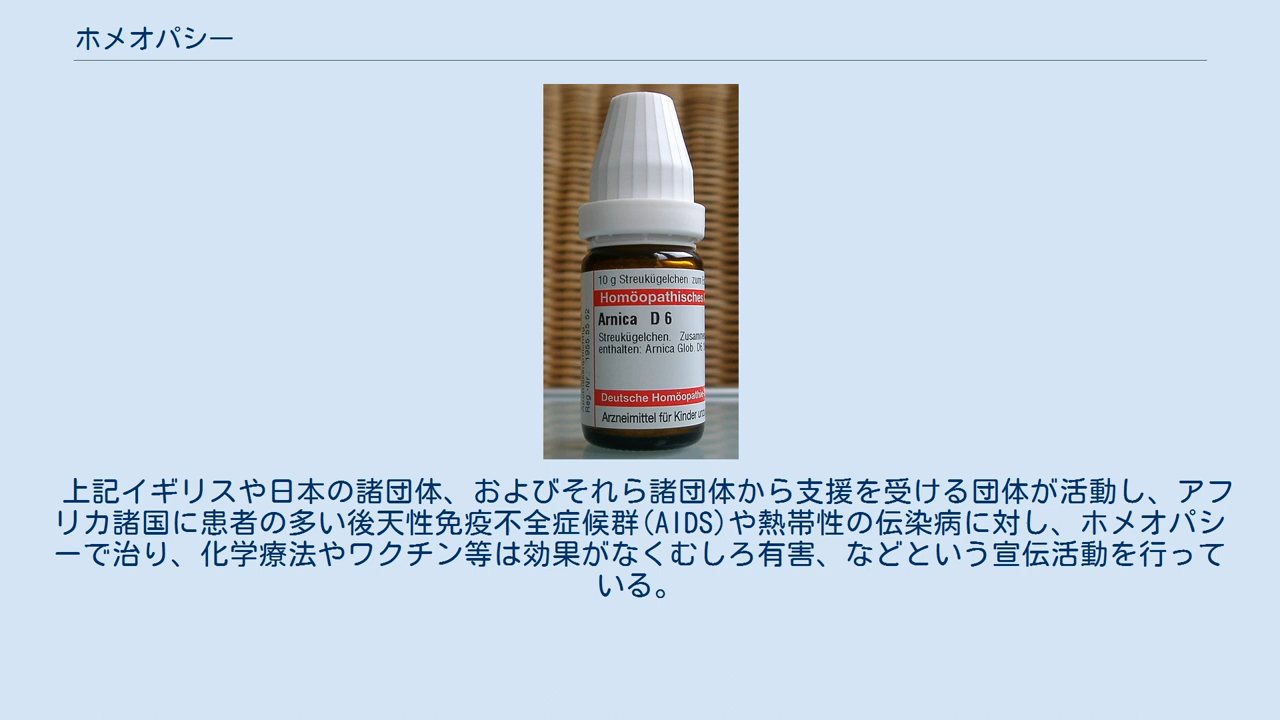 ホメオパシー
10 g Streukügelchen zum
Homöopathisches
Arnica D 6
Streukügelchen.
enthalten: Arnica Glob. D6
Deutsche
Arzneimittel für Kinder
上記イギリスや日本の諸団体、およびそれら諸団体から支援を受ける団体が活動し、アフ
リカ諸国に患者の多い後天性免疫不全症候群(AIDS)や熱帯性の伝染病に対し、ホメオパシ
ーで治り、化学療法やワクチン等は効果がなくむしろ有害、などという宣伝活動を行って
いる。